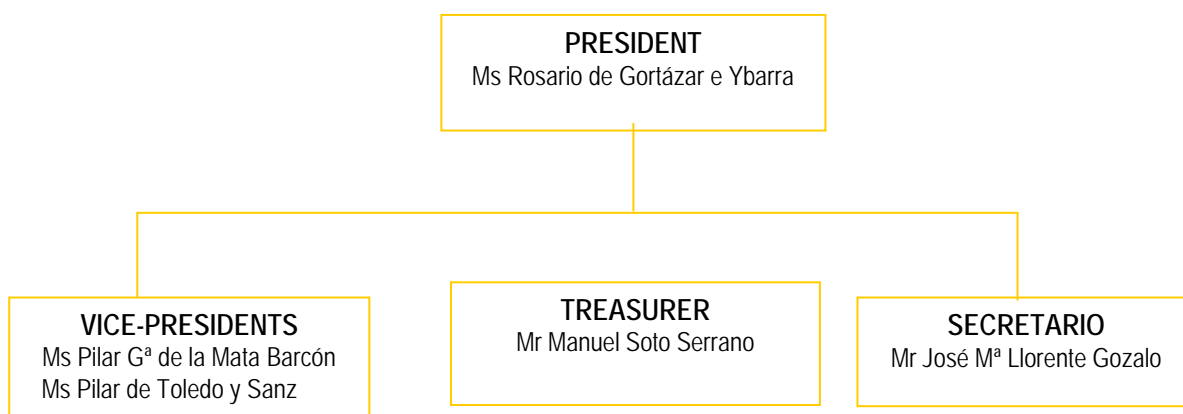 PRESIDENT
Ms Rosario de Gortázar e Ybarra
VICE-PRESIDENTS
Ms Pilar Gª de la Mata Barcón
Ms Pilar de Toledo y Sanz
TREASURER
Mr Manuel Soto Serrano
SECRETARIO
Mr José Mª Llorente Gozalo